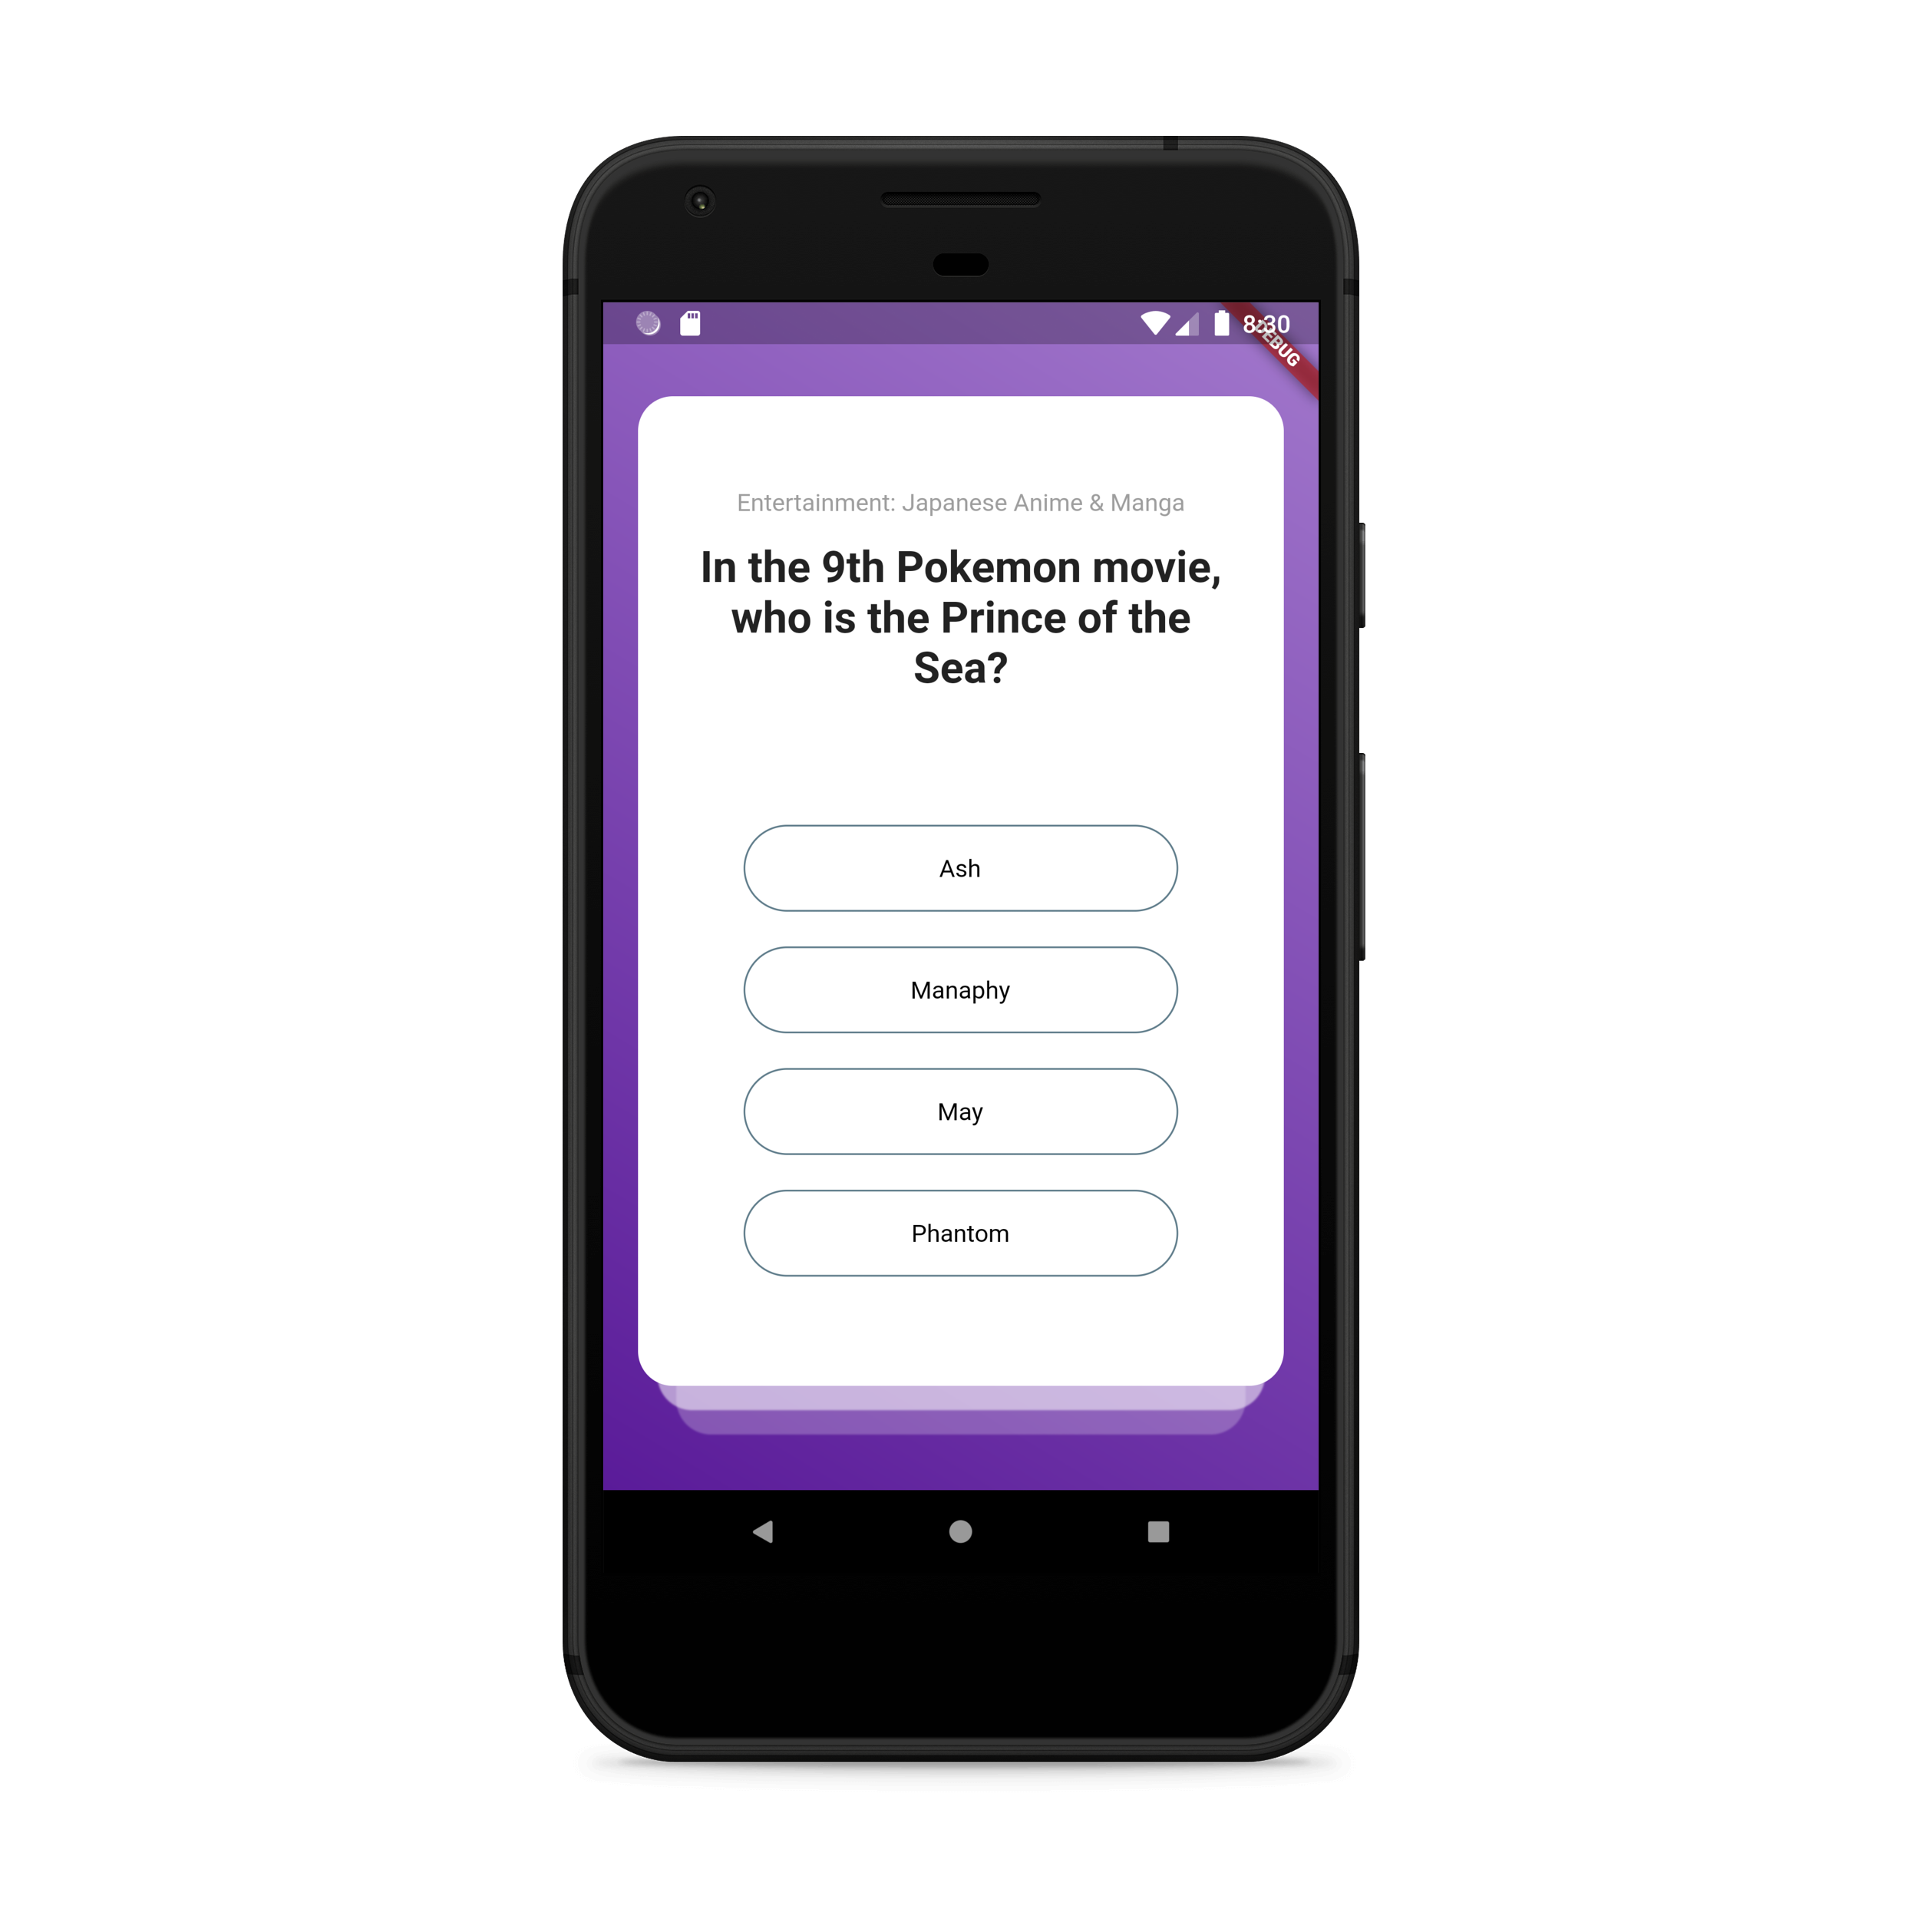 8:30
DEBUG
Entertainment: Japanese Anime & Manga
In the 9th Pokemon movie,
who is the Prince of the
Sea?
Ash
Manaphy
May
Phantom